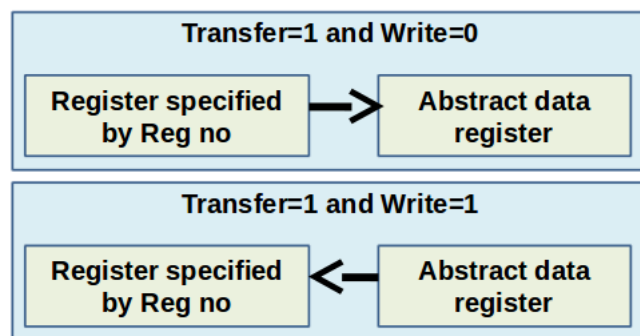 Transfer=1 and Write=0
Register specified
by Reg no
Abstract data
register
Transfer=1 and Write=1
Register specified
by Reg no
Abstract data
register